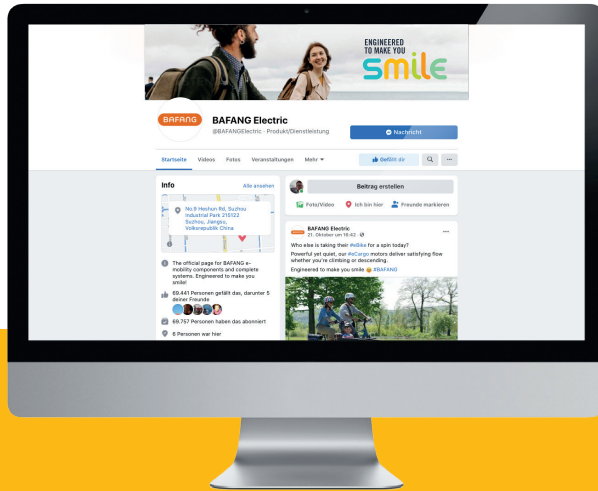 ENGINEERED
TO MAKE YOU
smile
BAFANG
BAFANG Electric
@BAFANGElectric · Produkt/Dienstleistung
Nachricht
Startseite Videos Fotos Veranstaltungen Mehr
Gefällt dir
Info
Alle ansehen
No.9 Heshun Rd, Suzhou
Industrial Park 215122
Suzhou, Jiangsu,
Volksrepublik China
The official page for BAFANG e-
mobility components and complete
systems. Engineered to make you
smile!
69.441 Personen gefällt das, darunter 5
deiner Freunde
69.757 Personen haben das abonniert
6 Personen war hier
Beitrag erstellen
Foto/Video Ich bin hier Freunde markieren
BAFANG Electric
21. Oktober um 16:42 ·
Who else is taking their #eBike for a spin today?
Powerful yet quiet, our #eCargo motors deliver satisfying flow
whether you're climbing or descending.
Engineered to make you smile #BAFANG